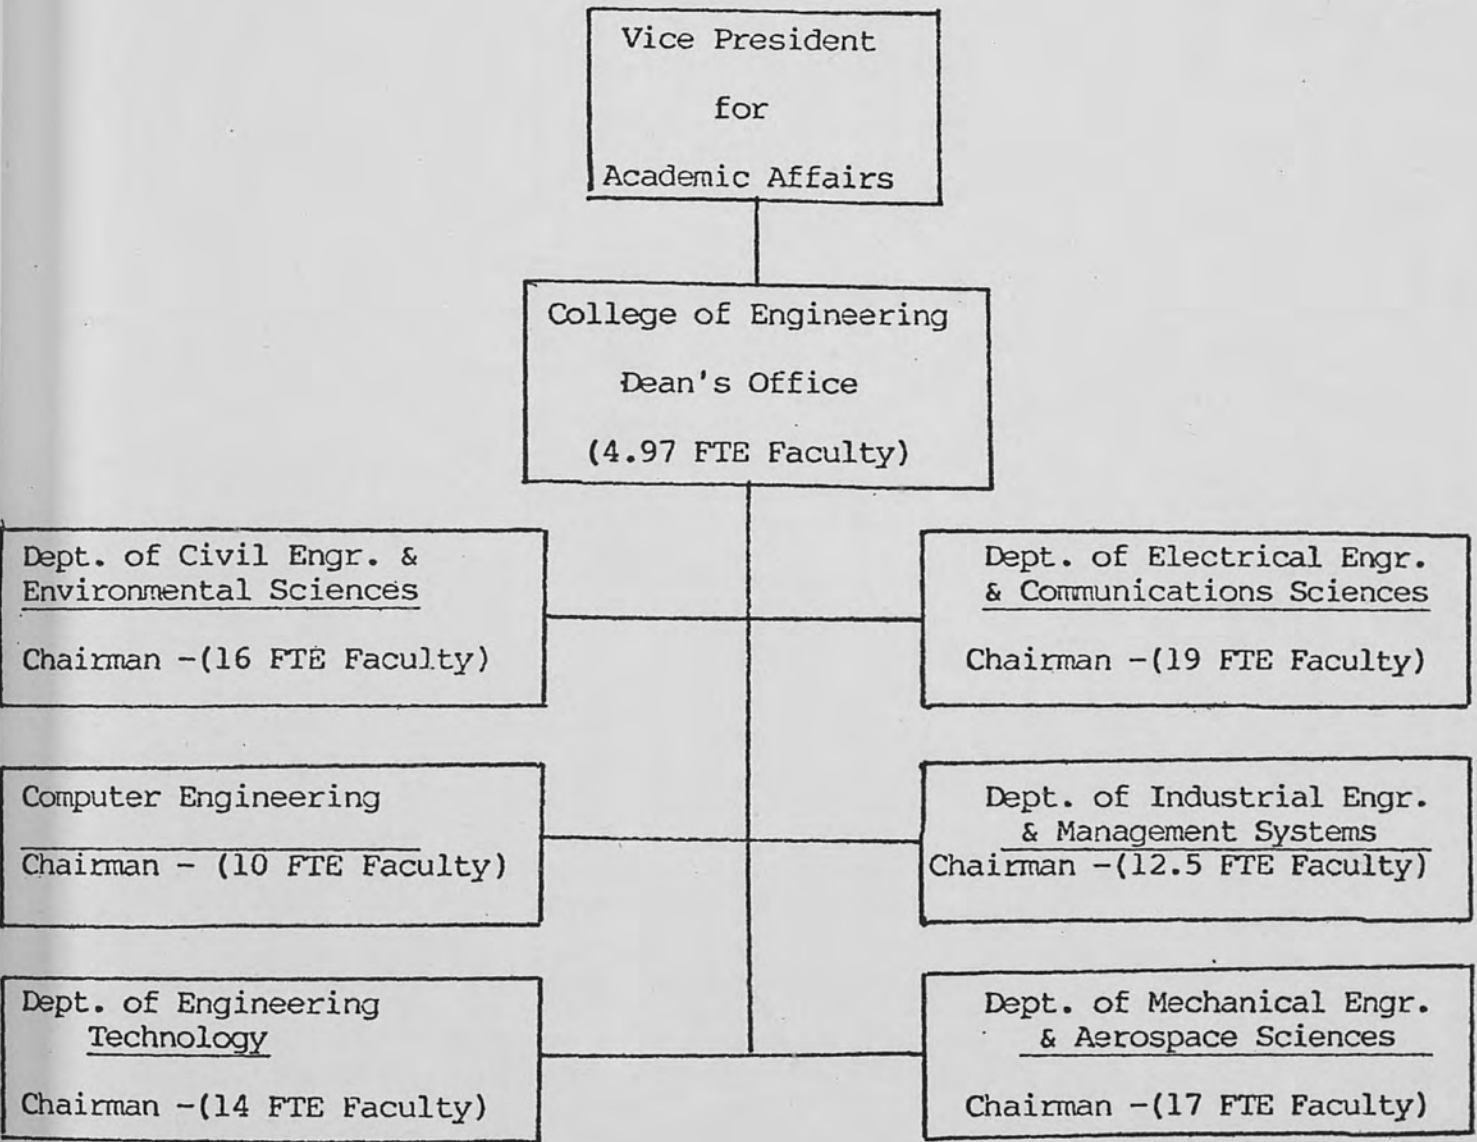 Vice President
for
Academic Affairs
College of Engineering
Dean's Office
(4.97 FTE Faculty)
Dept. of Civil Engr. &
Environmental Sciences
Chairman -(16 FTE Faculty)
Dept. of Electrical Engr.
& Communications Sciences
Chairman -(19 FTE Faculty)
Computer Engineering
Chairman - (10 FTE Faculty)
Dept. of Industrial Engr.
& Management Systems
Chairman -(12.5 FTE Faculty)
Dept. of Engineering
Technology
Chairman -(14 FTE Faculty)
Dept. of Mechanical Engr.
& Aerospace Sciences
Chairman -(17 FTE Faculty)